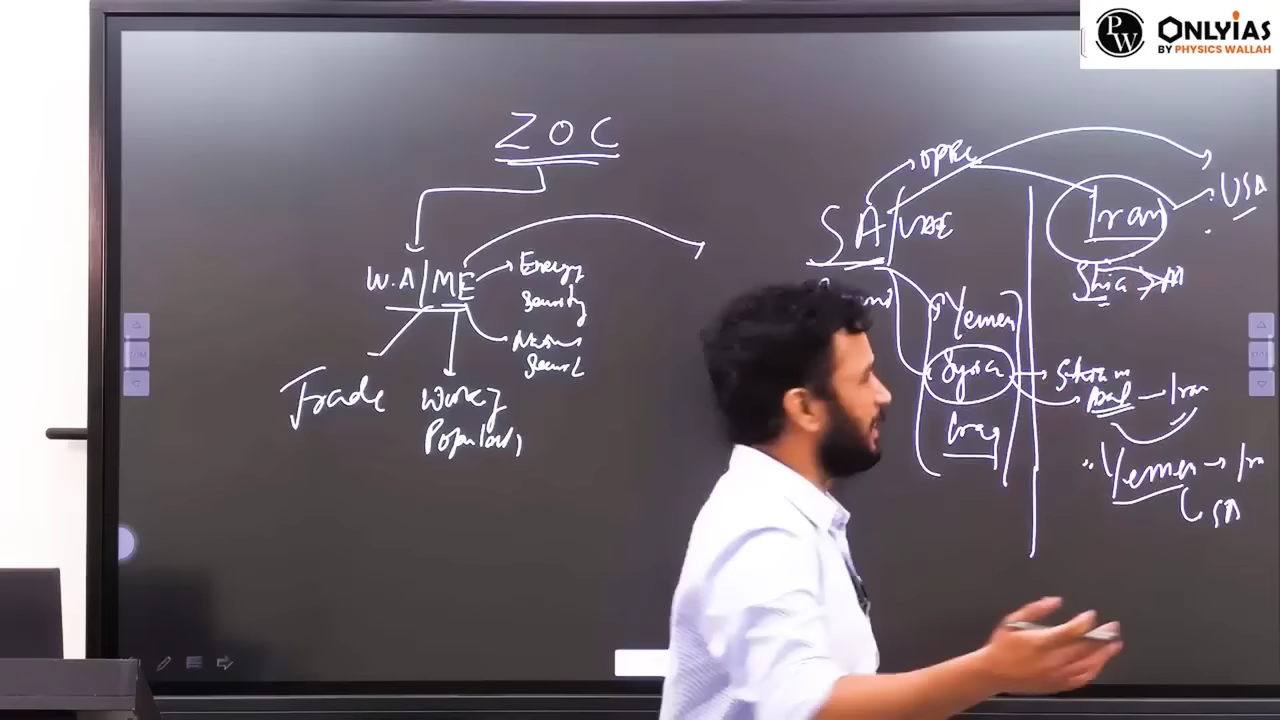 PW ONLYIAS
BY PHYSICS WALLAH
ZOC
W.A/ME
Energy
Security
Security
Trade
Working
Population
OPEC
SA/UAE
Iran
USA
Shia
Yemen
Syria
Iraq
Iran
Yemen
SA